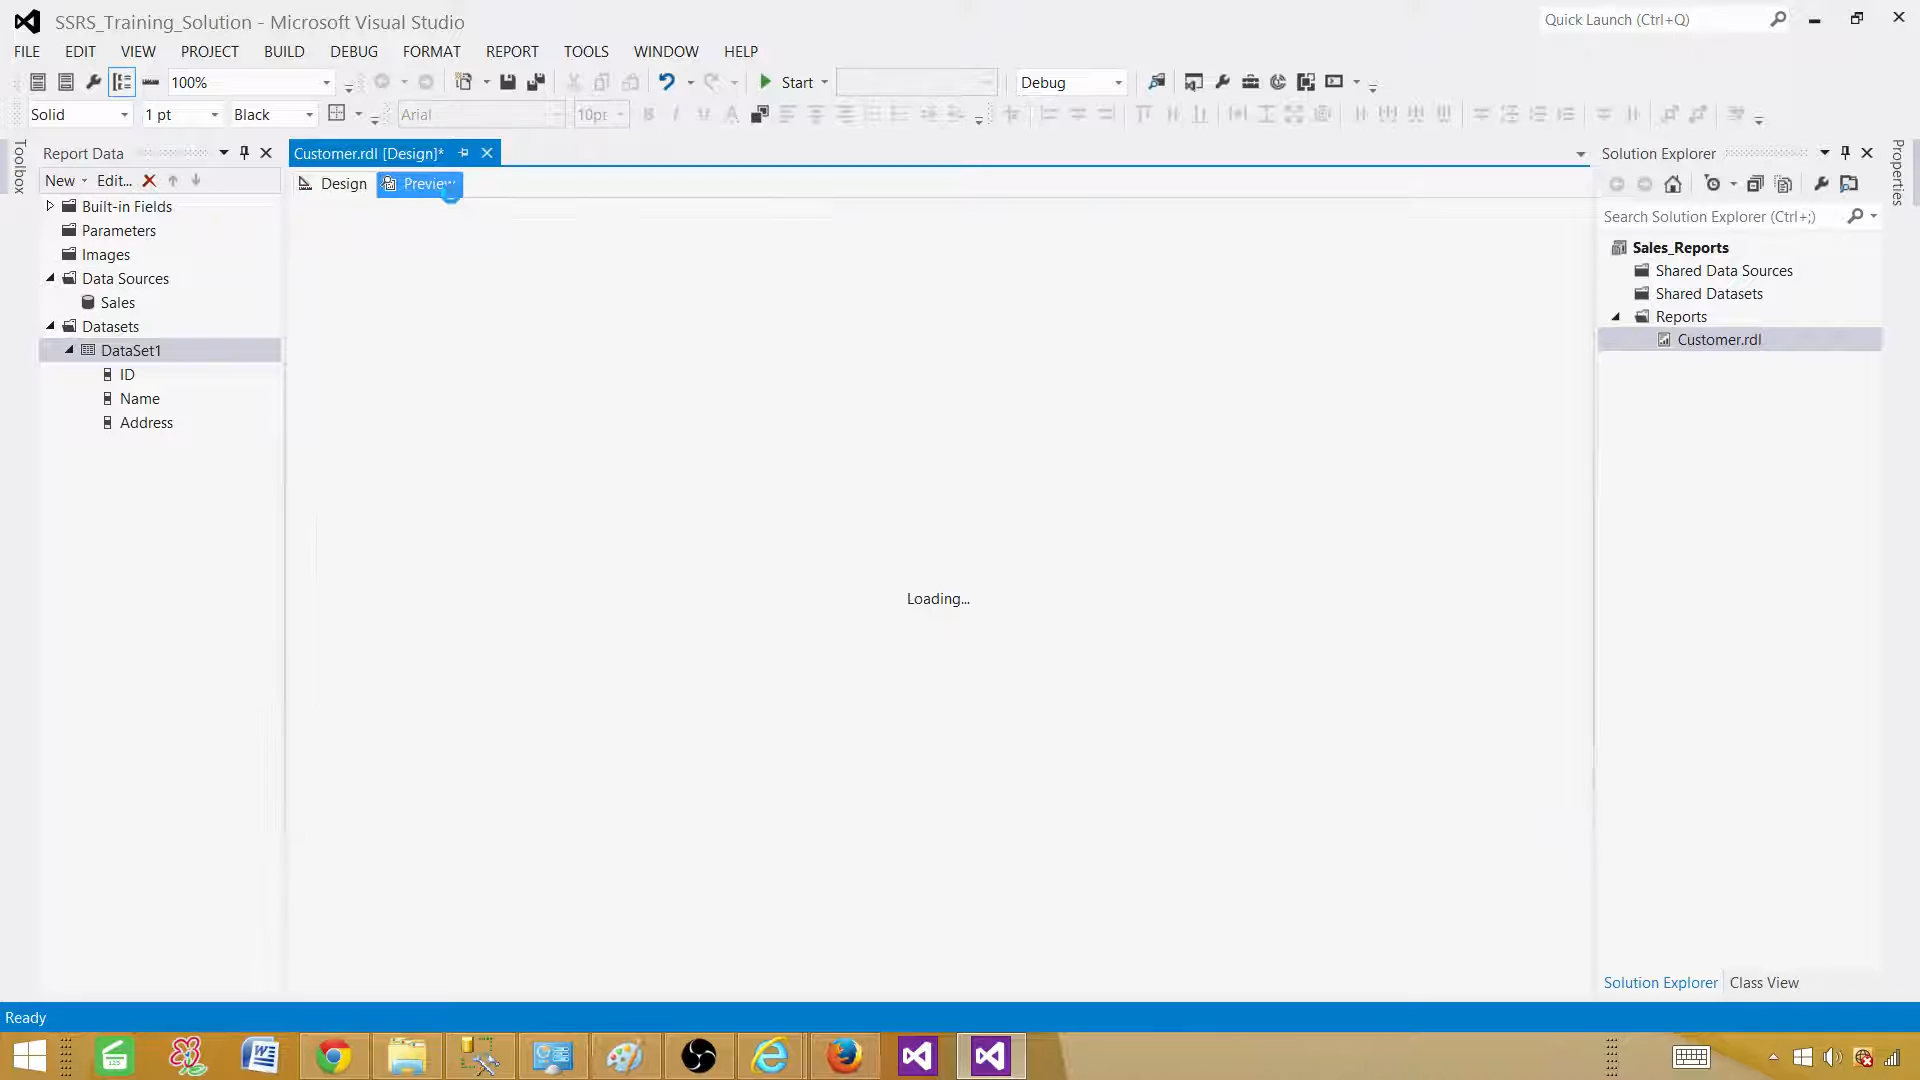 SSRS_Training_Solution - Microsoft Visual Studio
Quick Launch (Ctrl+Q)
FILE EDIT VIEW PROJECT BUILD DEBUG FORMAT REPORT TOOLS WINDOW HELP
100% Start Debug
Solid 1 pt Black Arial 10pt B I U A
Toolbox
Report Data
Customer.rdl [Design]*
Solution Explorer
Properties
New Edit...
Design Preview
Search Solution Explorer (Ctrl+;)
Built-in Fields
Parameters
Images
Data Sources
Sales
Datasets
DataSet1
ID
Name
Address
Loading...
Sales_Reports
Shared Data Sources
Shared Datasets
Reports
Customer.rdl
Solution Explorer Class View
Ready